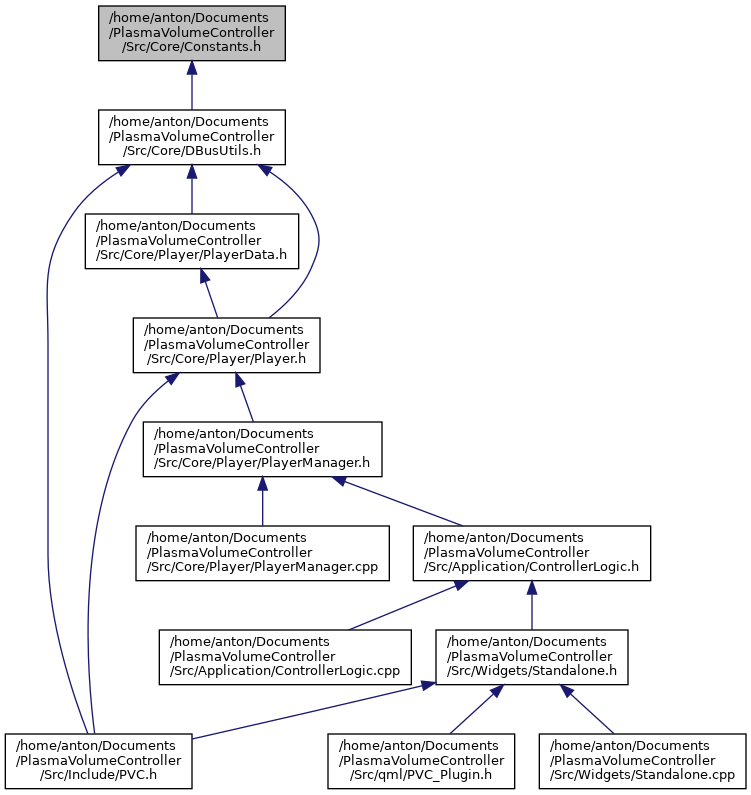 /home/anton/Documents
/PlasmaVolumeController
/Src/Core/Constants.h
/home/anton/Documents
/PlasmaVolumeController
/Src/Core/DBusUtils.h
/home/anton/Documents
/PlasmaVolumeController
/Src/Core/Player/PlayerData.h
/home/anton/Documents
/PlasmaVolumeController
/Src/Core/Player/Player.h
/home/anton/Documents
/PlasmaVolumeController
/Src/Core/Player/PlayerManager.h
/home/anton/Documents
/PlasmaVolumeController
/Src/Core/Player/PlayerManager.cpp
/home/anton/Documents
/PlasmaVolumeController
/Src/Application/ControllerLogic.h
/home/anton/Documents
/PlasmaVolumeController
/Src/Application/ControllerLogic.cpp
/home/anton/Documents
/PlasmaVolumeController
/Src/Widgets/Standalone.h
/home/anton/Documents
/PlasmaVolumeController
/Src/Include/PVC.h
/home/anton/Documents
/PlasmaVolumeController
/Src/qml/PVC_Plugin.h
/home/anton/Documents
/PlasmaVolumeController
/Src/Widgets/Standalone.cpp